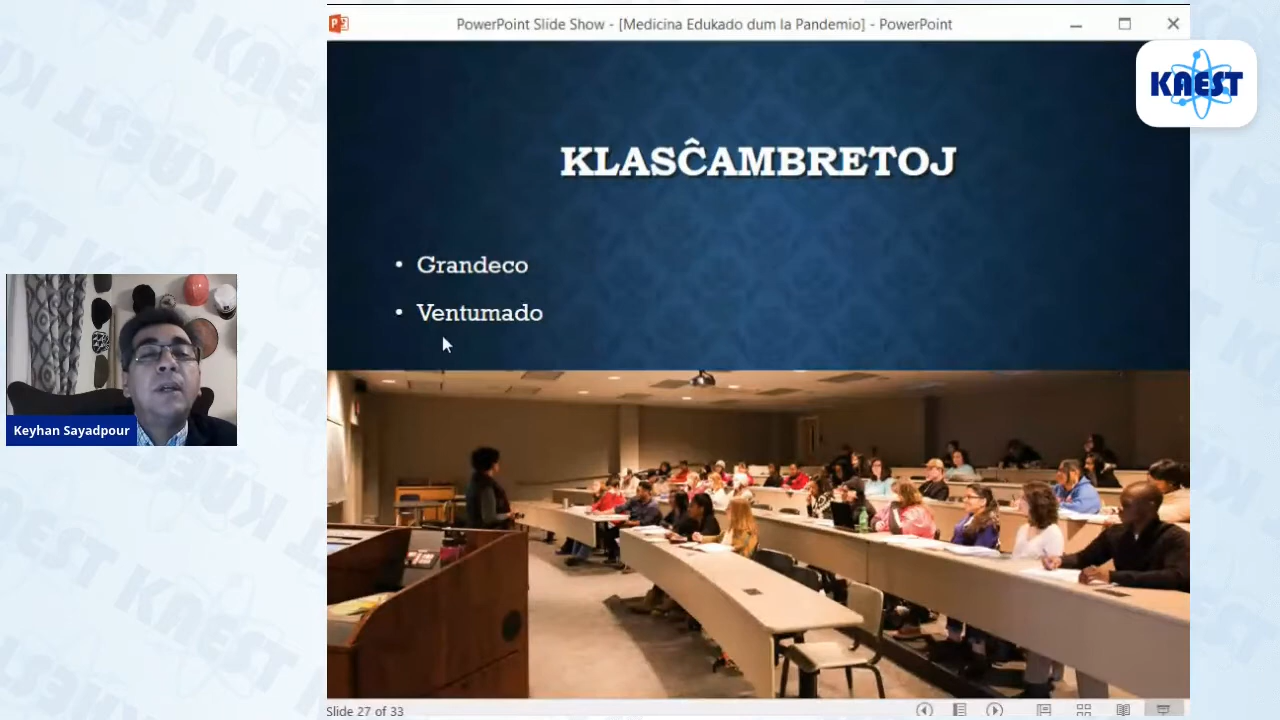 PowerPoint Slide Show - [Medicina Edukado dum la Pandemio] - PowerPoint
KAEST
KLASĈAMBRETOJ
• Grandeco
• Ventumado
Keyhan Sayadpour
Slide 27 of 33